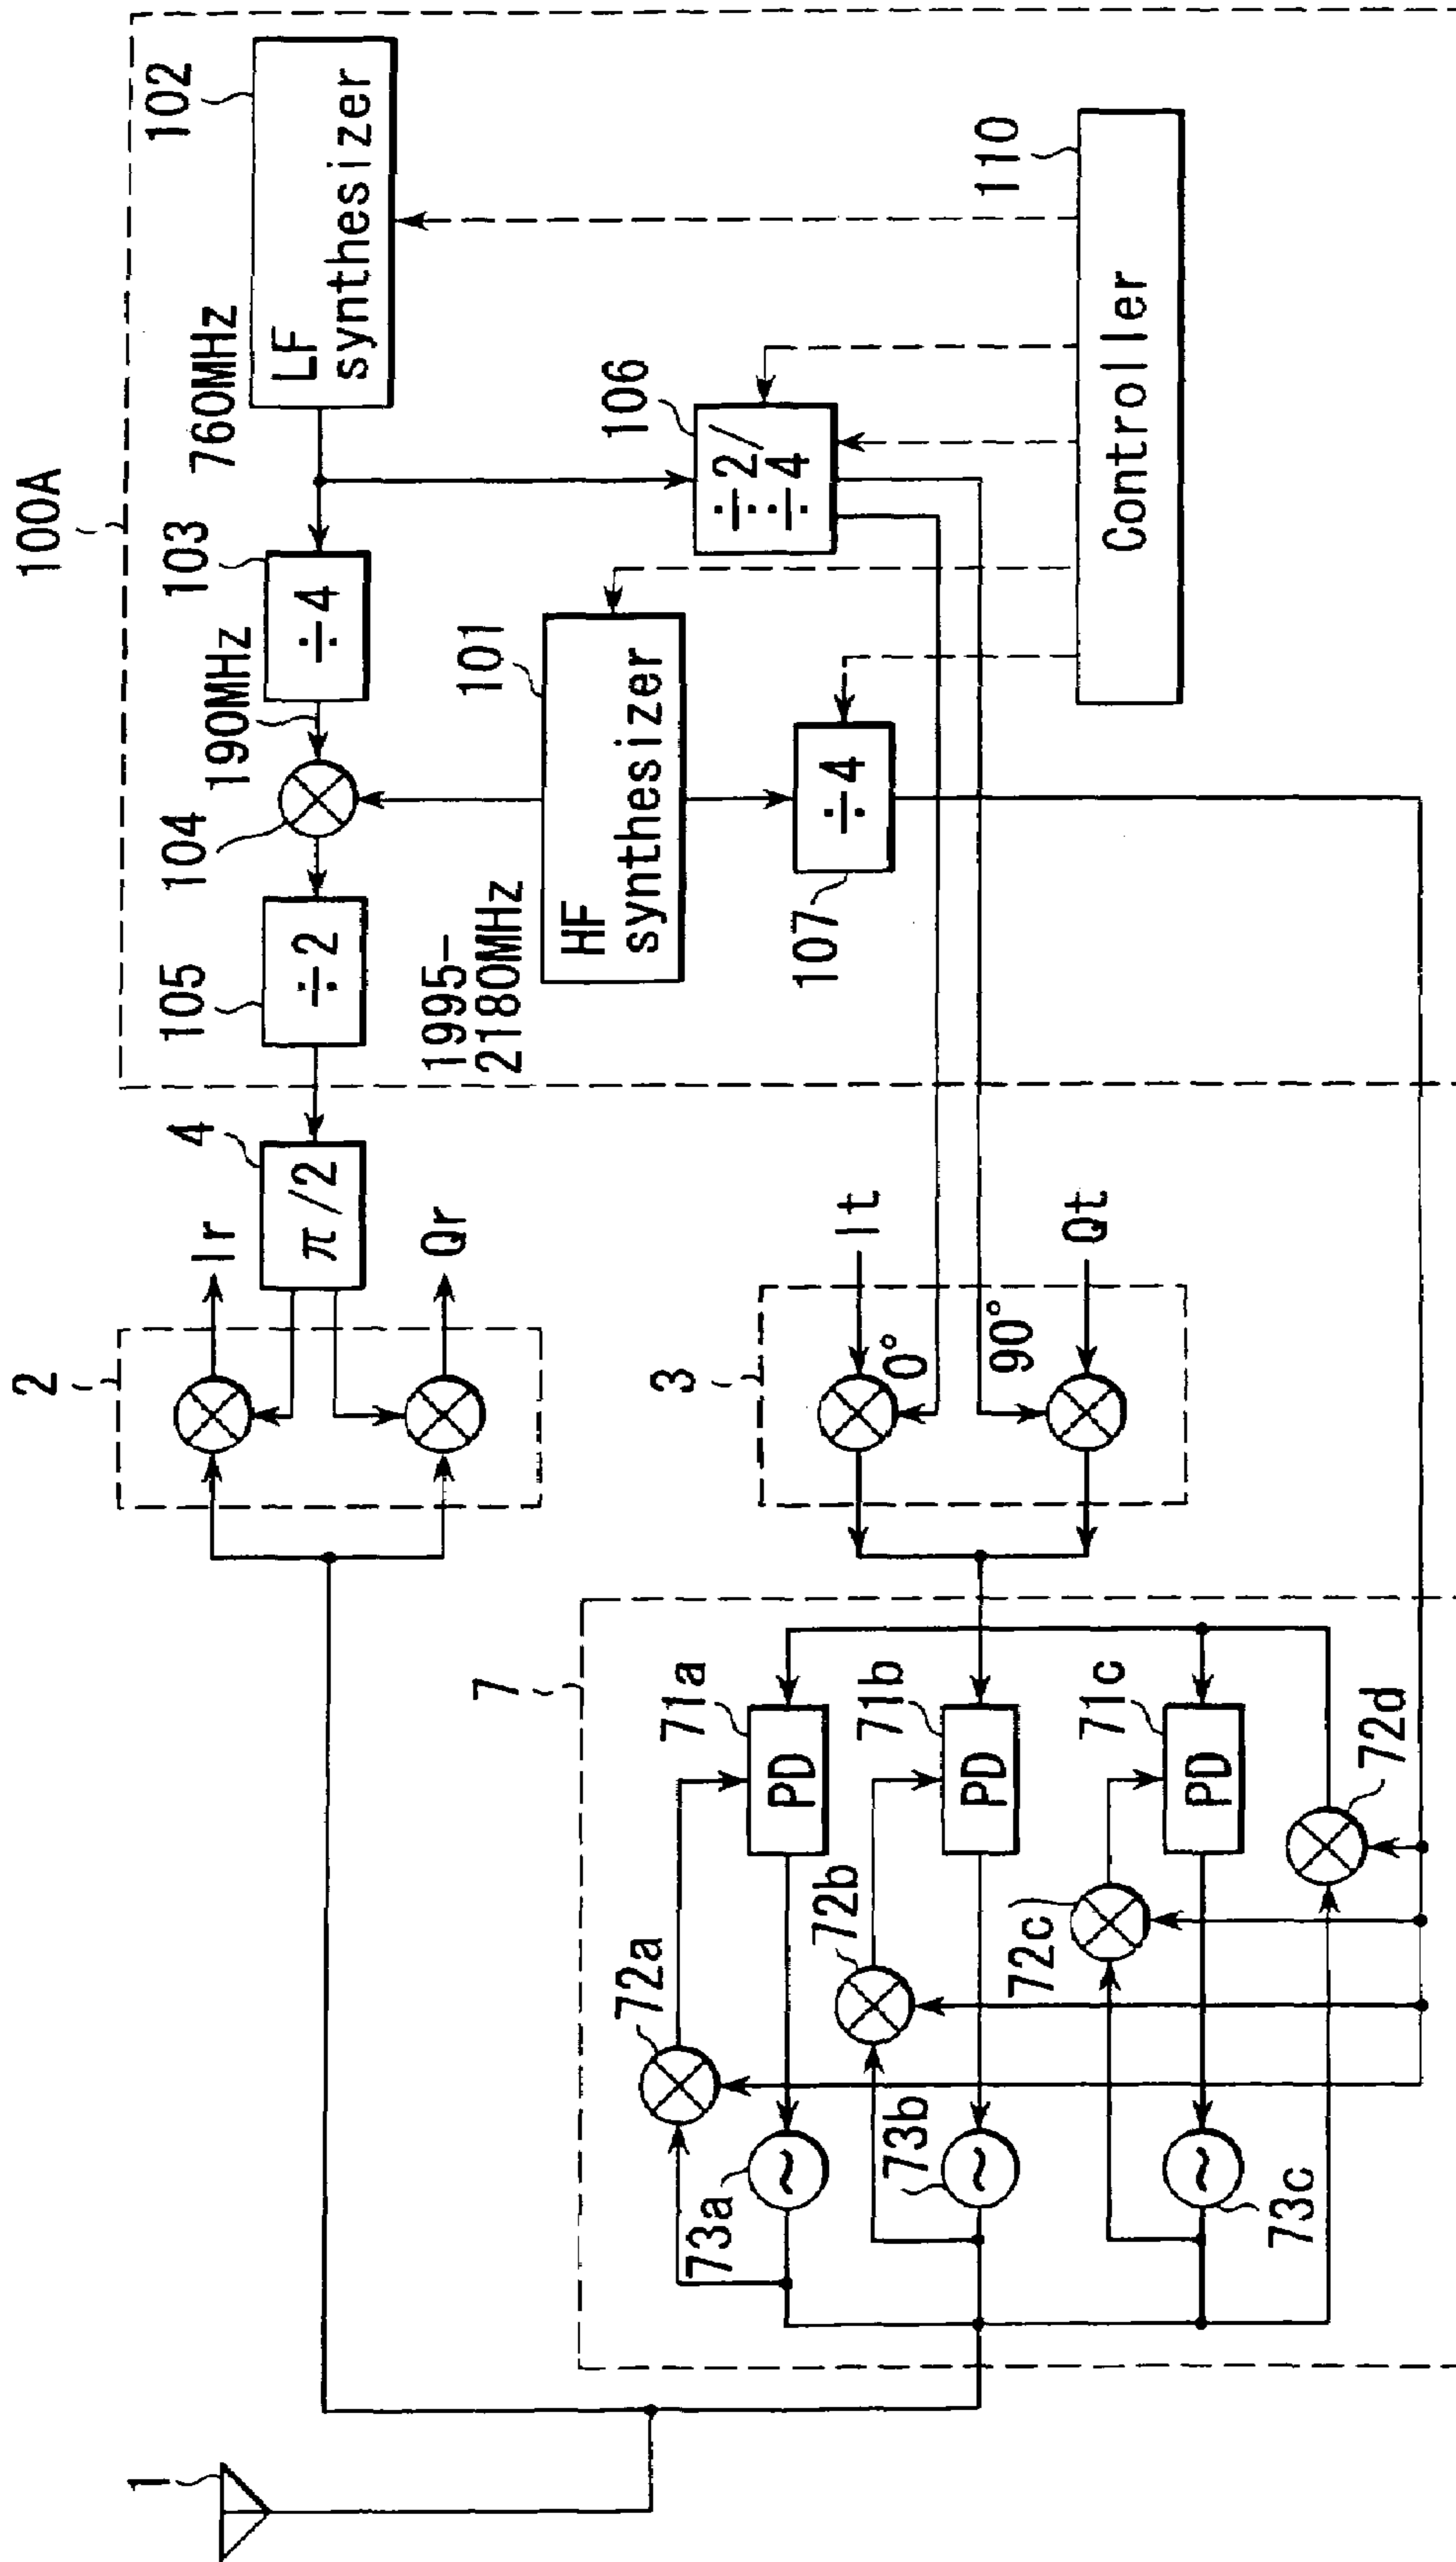 100A
102
LF
synthesizer
760MHz
103
÷4
190MHz
104
105
÷2
101
HF
synthesizer
1995-
2180MHz
106
÷2/
÷4
107
÷4
110
Controller
4
π/2
2
Ir
Qr
3
It
0°
90°
Qt
7
71a
PD
71b
PD
71c
PD
72a
72b
72c
72d
73a
~
73b
~
73c
~
1